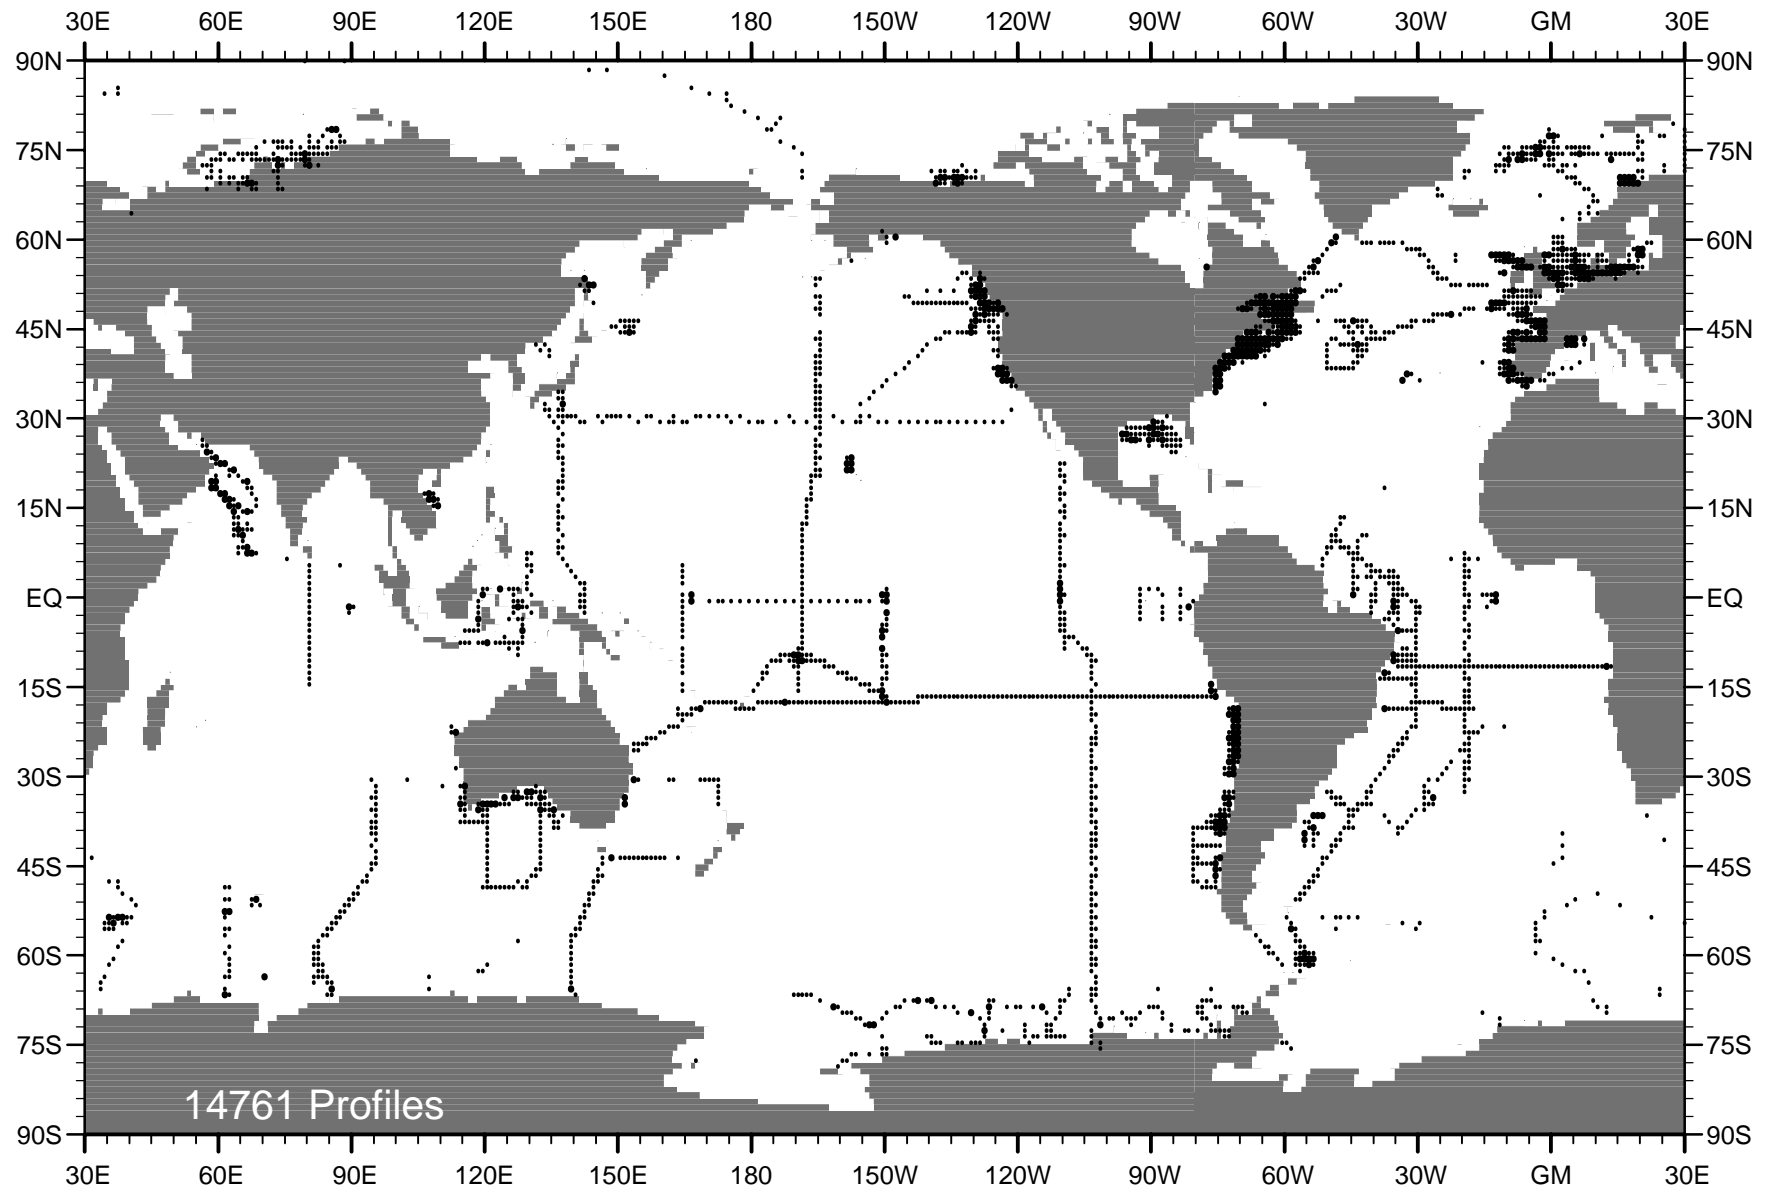 30E 60E 90E 120E 150E 180 150W 120W 90W 60W 30W GM 30E
90N 90N
75N 75N
60N 60N
45N 45N
30N 30N
15N 15N
EQ EQ
15S 15S
30S 30S
45S 45S
60S 60S
75S 75S
14761 Profiles
90S 90S
30E 60E 90E 120E 150E 180 150W 120W 90W 60W 30W GM 30E